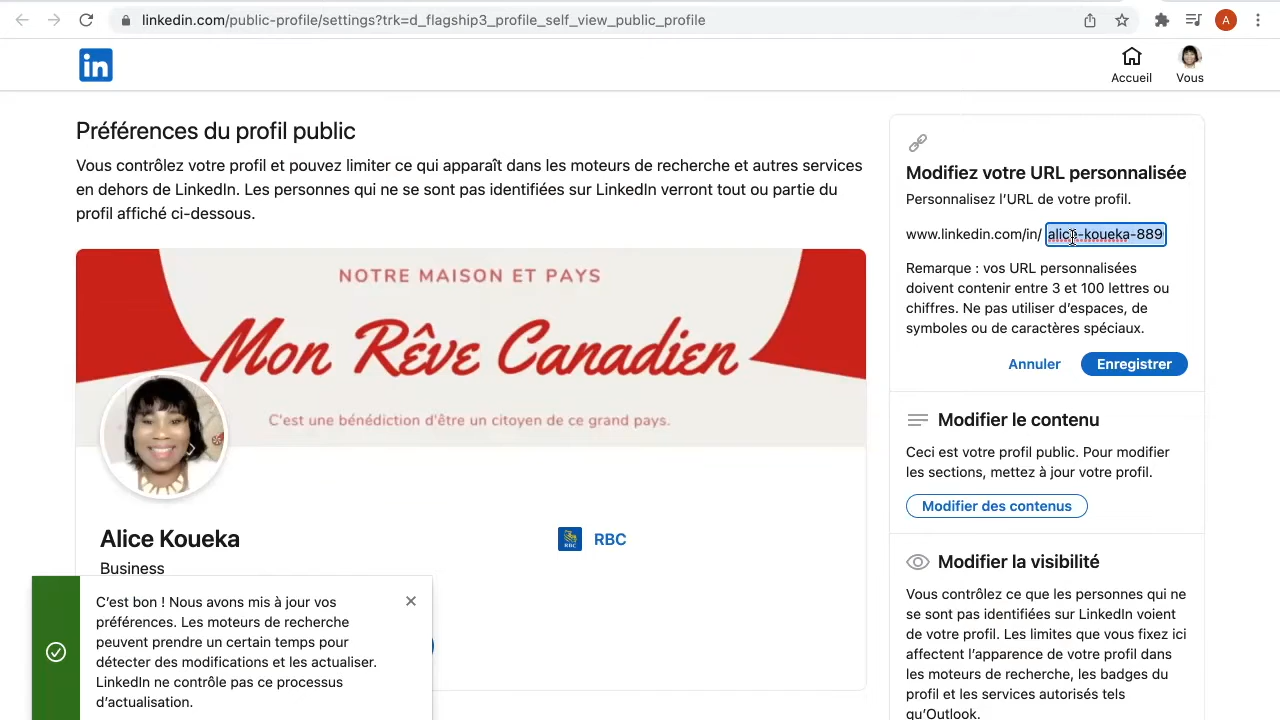 linkedin.com/public-profile/settings?trk=d_flagship3_profile_self_view_public_profile
A
in
Accueil
Vous
Préférences du profil public
Vous contrôlez votre profil et pouvez limiter ce qui apparaît dans les moteurs de recherche et autres services
en dehors de LinkedIn. Les personnes qui ne se sont pas identifiées sur LinkedIn verront tout ou partie du
profil affiché ci-dessous.
NOTRE MAISON ET PAYS
Mon Rêve Canadien
C'est une bénédiction d'être un citoyen de ce grand pays.
Alice Koueka
Business
RBC
RBC
C'est bon ! Nous avons mis à jour vos
préférences. Les moteurs de recherche
peuvent prendre un certain temps pour
détecter des modifications et les actualiser.
LinkedIn ne contrôle pas ce processus
d'actualisation.
Modifiez votre URL personnalisée
Personnalisez l'URL de votre profil.
www.linkedin.com/in/ alice-koueka-889
Remarque : vos URL personnalisées
doivent contenir entre 3 et 100 lettres ou
chiffres. Ne pas utiliser d'espaces, de
symboles ou de caractères spéciaux.
Annuler
Enregistrer
Modifier le contenu
Ceci est votre profil public. Pour modifier
les sections, mettez à jour votre profil.
Modifier des contenus
Modifier la visibilité
Vous contrôlez ce que les personnes qui ne
se sont pas identifiées sur LinkedIn voient
de votre profil. Les limites que vous fixez ici
affectent l'apparence de votre profil dans
les moteurs de recherche, les badges du
profil et les services autorisés tels
qu'Outlook.